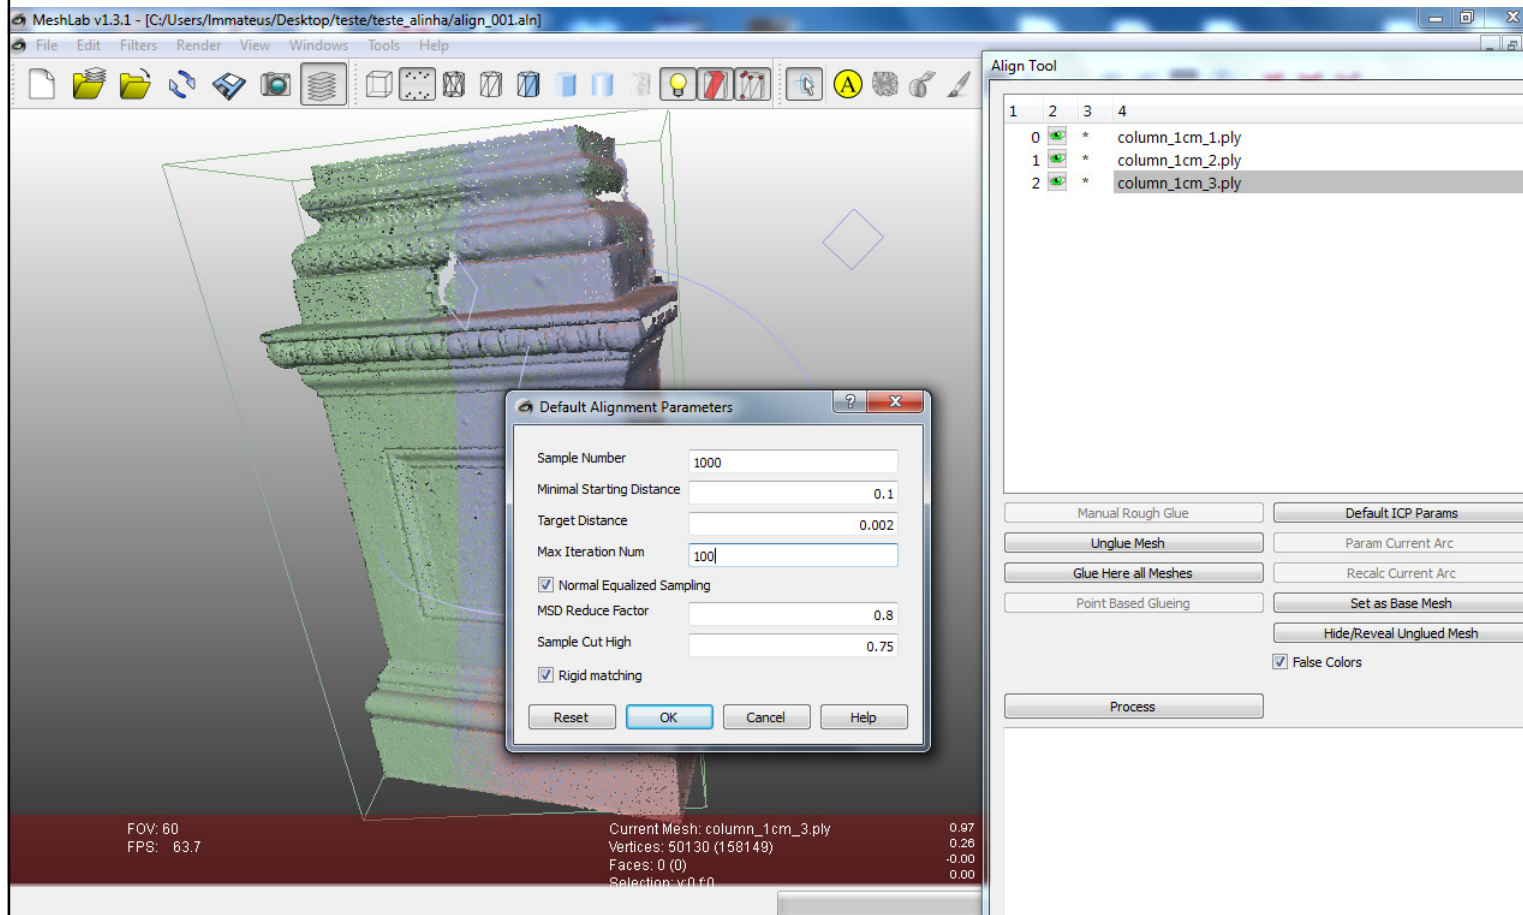 MeshLab v1.3.1 - [C:/Users/Immateus/Desktop/teste/teste_alinha/align_001.aln]
File Edit Filters Render View Windows Tools Help
A
Align Tool
1 2 3 4
0 * column_1cm_1.ply
1 * column_1cm_2.ply
2 * column_1cm_3.ply
Default Alignment Parameters
Sample Number 1000
Minimal Starting Distance 0.1
Target Distance 0.002
Max Iteration Num 100
Normal Equalized Sampling
MSD Reduce Factor 0.8
Sample Cut High 0.75
Rigid matching
Reset OK Cancel Help
Manual Rough Glue Default ICP Params
Unglue Mesh Param Current Arc
Glue Here all Meshes Recalc Current Arc
Point Based Glueing Set as Base Mesh
Hide/Reveal Unglued Mesh
False Colors
Process
FOV: 60
FPS: 63.7
Current Mesh: column_1cm_3.ply
Vertices: 50130 (158149)
Faces: 0 (0)
Selection: v:0 f:0
0.97
0.26
-0.00
0.00